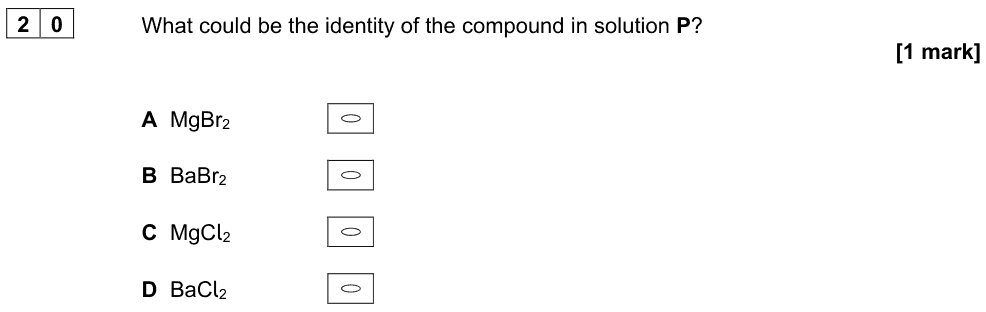 2 0 What could be the identity of the compound in solution P?
[1 mark]
A MgBr₂
B BaBr₂
C MgCl₂
D BaCl₂